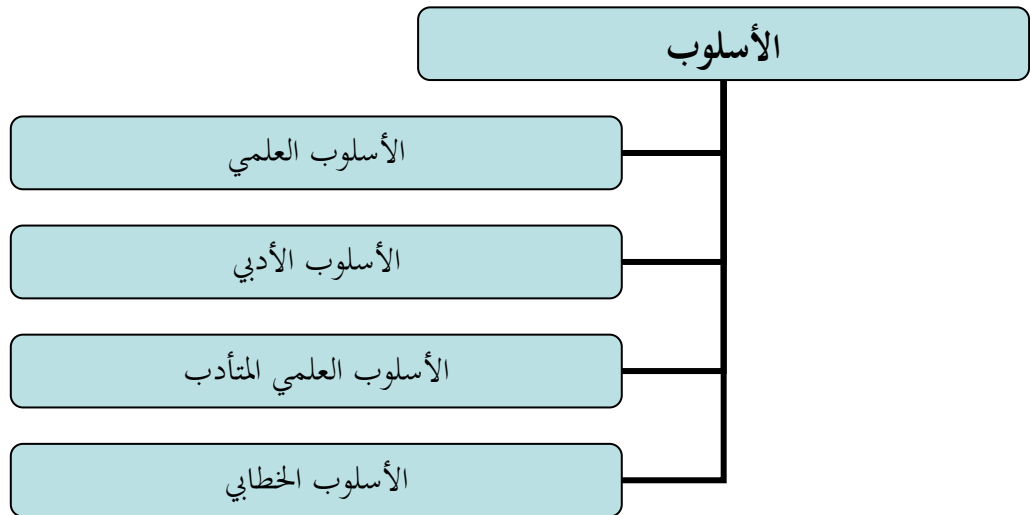 الأسلوب
الأسلوب العلمي
الأسلوب الأدبي
الأسلوب العلمي المتأدب
الأسلوب الخطابي